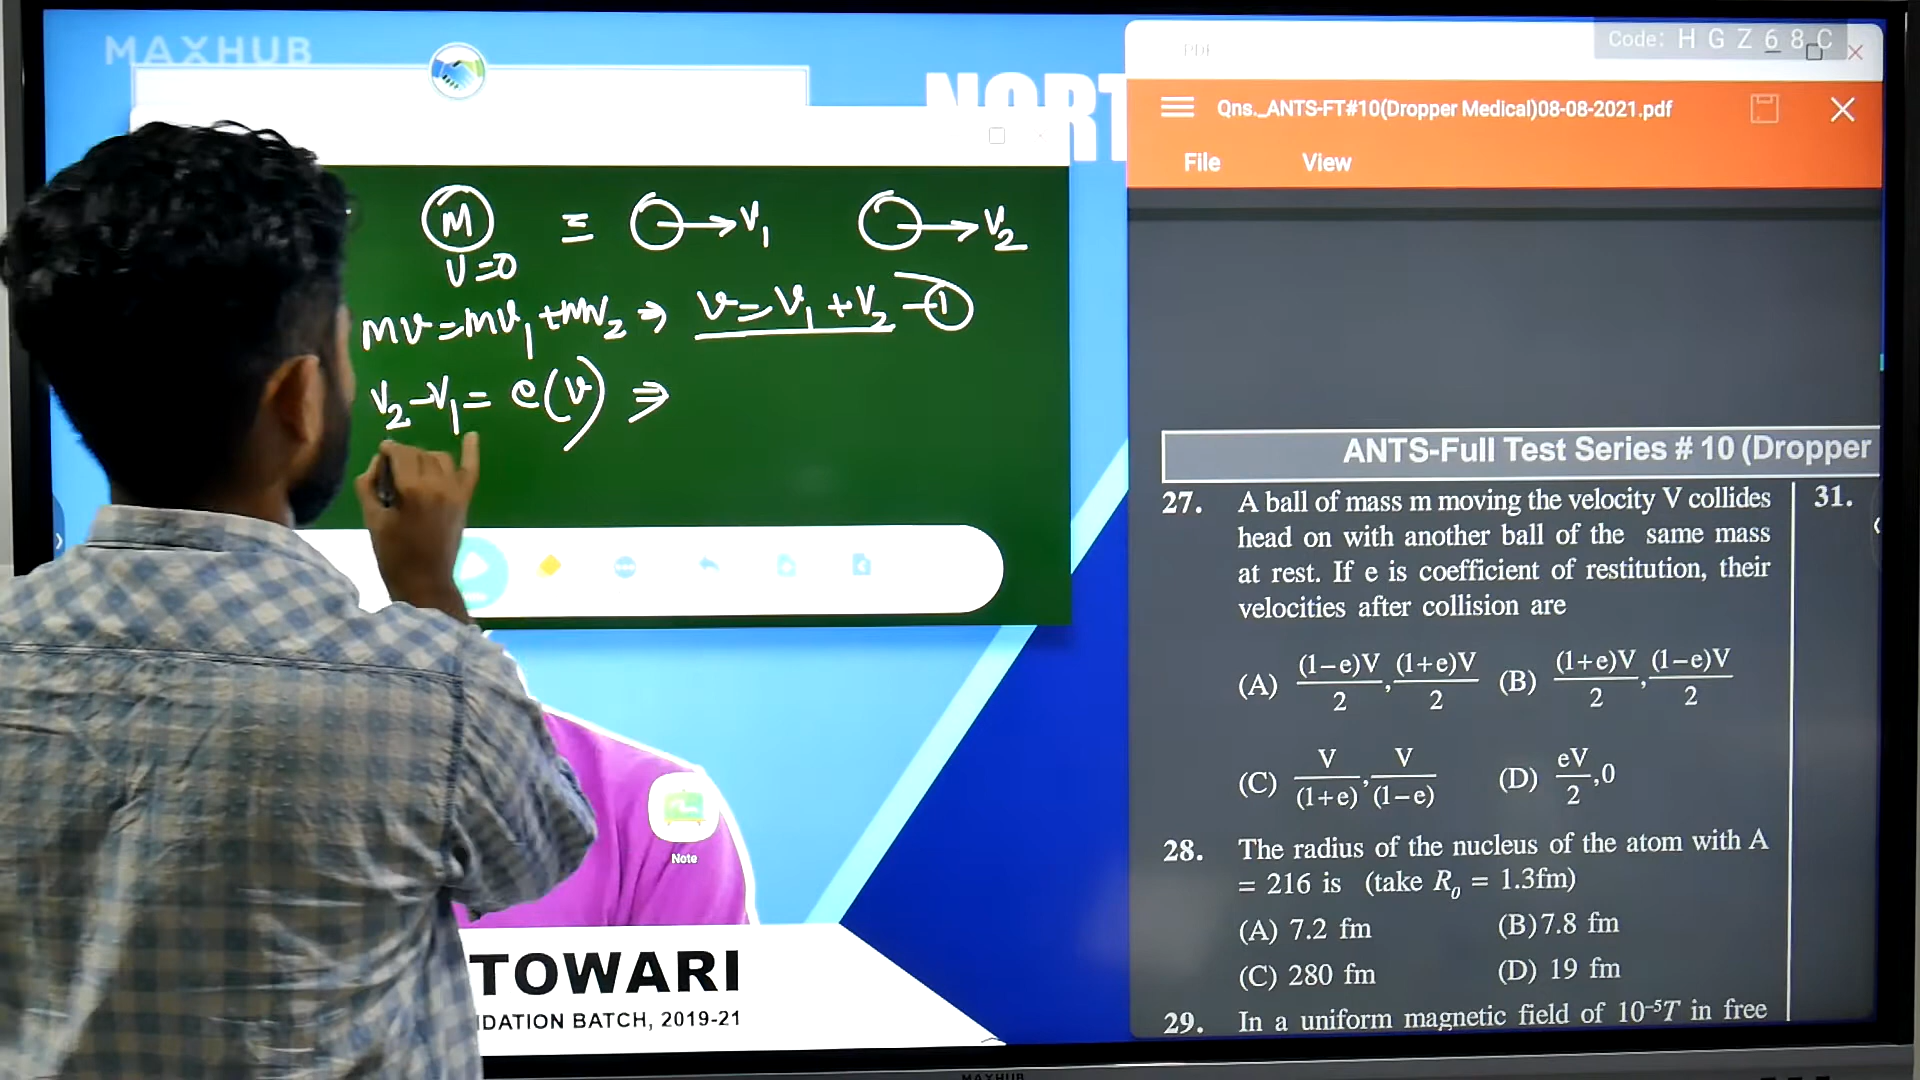 MAXHUB
NORT
M
V=0
≡
V₁
V₂
mv=mv₁+mv₂ ⇒ v=v₁+v₂ –①
v₂–v₁= e(v) ⇒
TOWARI
IDATION BATCH, 2019-21
Note
PDF
Code: H G Z 6 8 C
Qns._ANTS-FT#10(Dropper Medical)08-08-2021.pdf
File View
ANTS-Full Test Series # 10 (Dropper
27. A ball of mass m moving the velocity V collides
head on with another ball of the same mass
at rest. If e is coefficient of restitution, their
velocities after collision are
(A) (1–e)V/2, (1+e)V/2 (B) (1+e)V/2, (1–e)V/2
(C) V/(1+e), V/(1–e) (D) eV/2, 0
28. The radius of the nucleus of the atom with A
= 216 is (take R₀ = 1.3fm)
(A) 7.2 fm (B) 7.8 fm
(C) 280 fm (D) 19 fm
29. In a uniform magnetic field of 10⁻⁵T in free
31.
MAXHUB